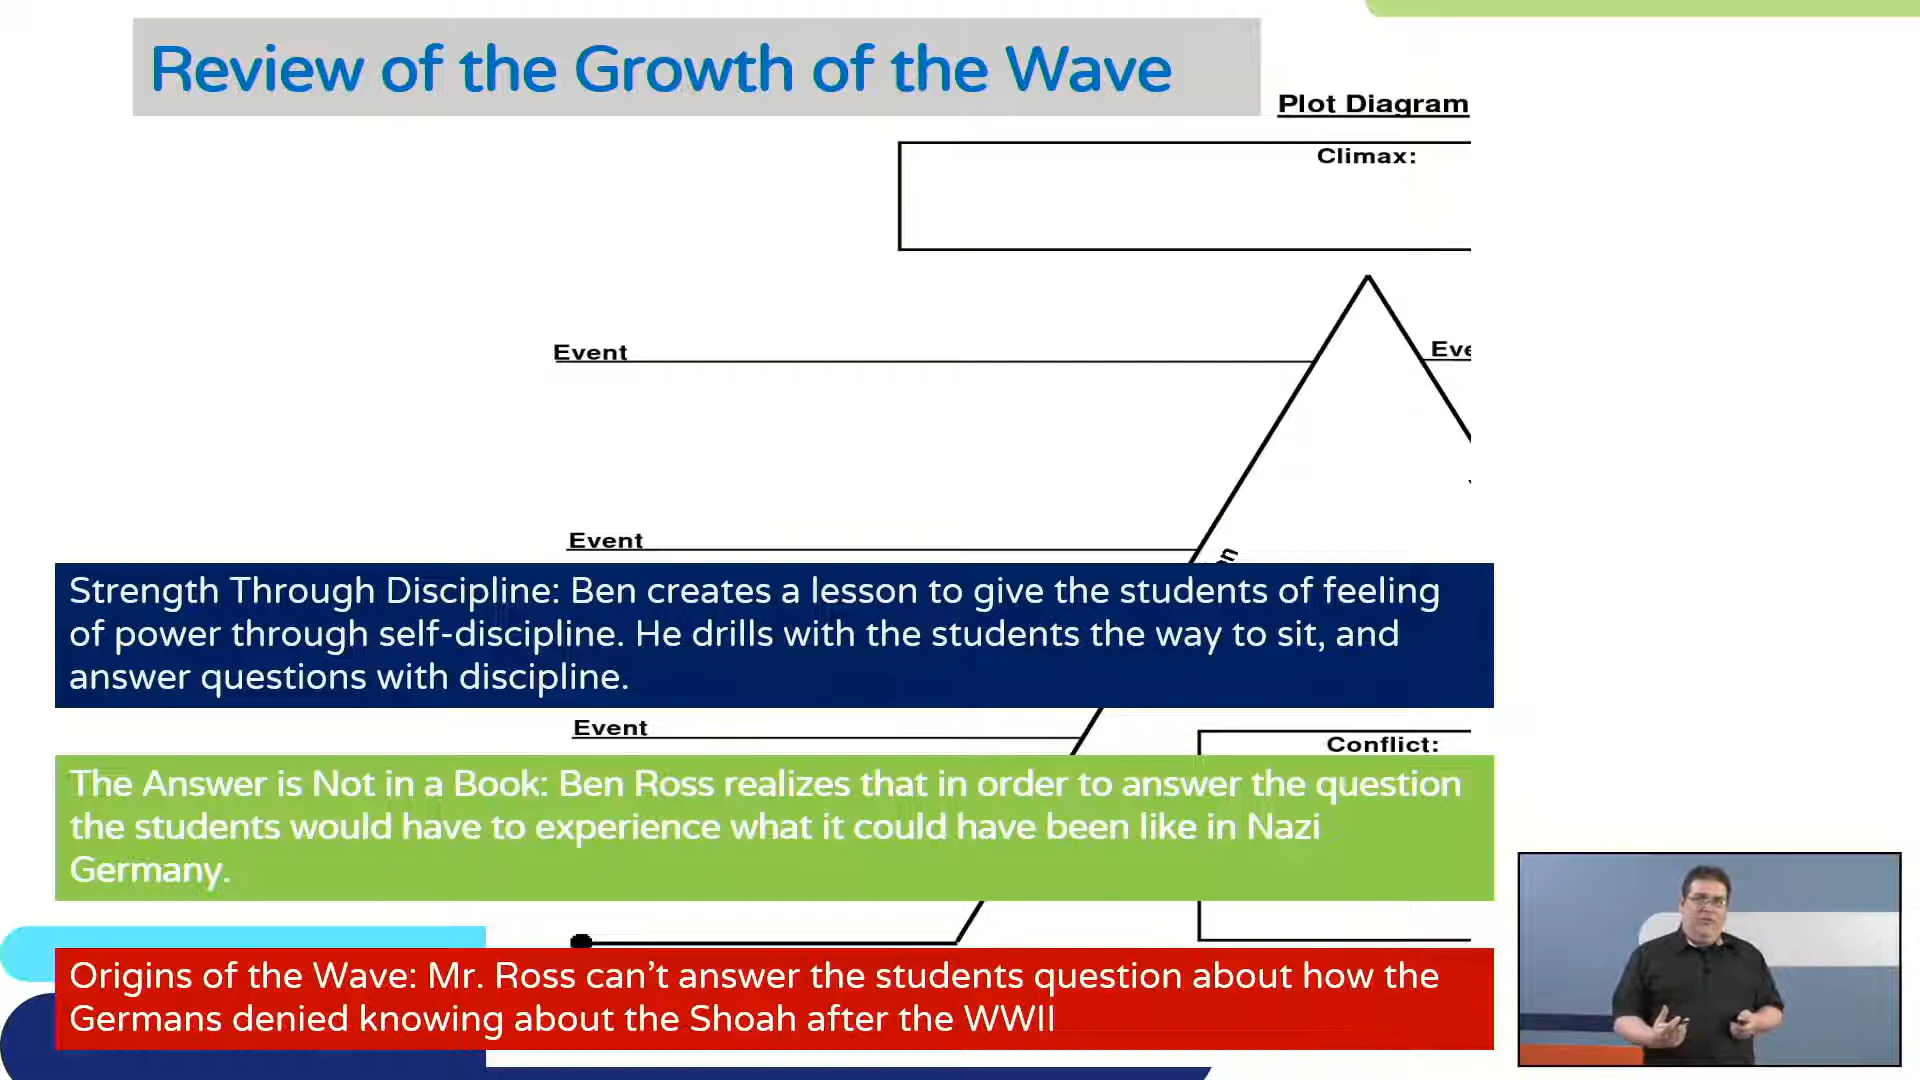 Review of the Growth of the Wave
Plot Diagram
Climax:
Event
Eve
Event
on
Strength Through Discipline: Ben creates a lesson to give the students of feeling
of power through self-discipline. He drills with the students the way to sit, and
answer questions with discipline.
Event
Conflict:
The Answer is Not in a Book: Ben Ross realizes that in order to answer the question
the students would have to experience what it could have been like in Nazi
Germany.
Origins of the Wave: Mr. Ross can’t answer the students question about how the
Germans denied knowing about the Shoah after the WWII